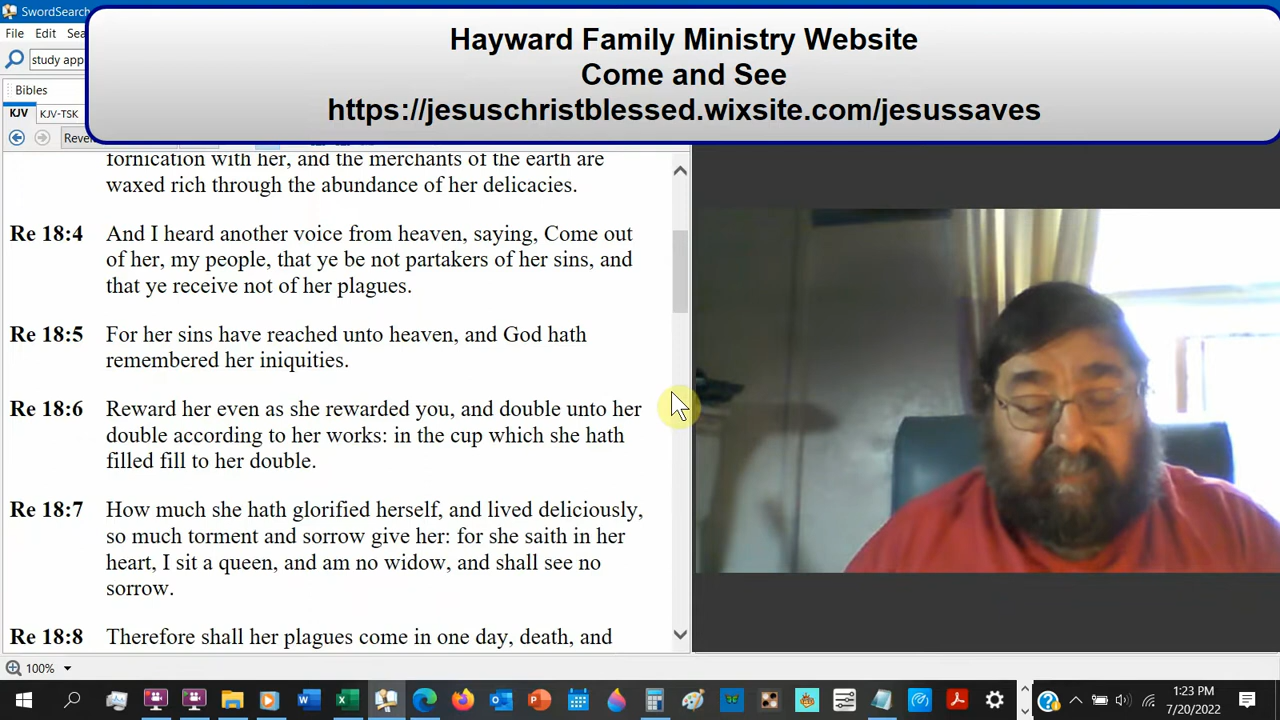 SwordSearc
File Edit Sea
study app
Bibles
KJV KJV-TSK
Reve
Hayward Family Ministry Website
Come and See
https://jesuschristblessed.wixsite.com/jesussaves
fornication with her, and the merchants of the earth are
waxed rich through the abundance of her delicacies.
Re 18:4 And I heard another voice from heaven, saying, Come out
of her, my people, that ye be not partakers of her sins, and
that ye receive not of her plagues.
Re 18:5 For her sins have reached unto heaven, and God hath
remembered her iniquities.
Re 18:6 Reward her even as she rewarded you, and double unto her
double according to her works: in the cup which she hath
filled fill to her double.
Re 18:7 How much she hath glorified herself, and lived deliciously,
so much torment and sorrow give her: for she saith in her
heart, I sit a queen, and am no widow, and shall see no
sorrow.
Re 18:8 Therefore shall her plagues come in one day, death, and
100%
1:23 PM
7/20/2022